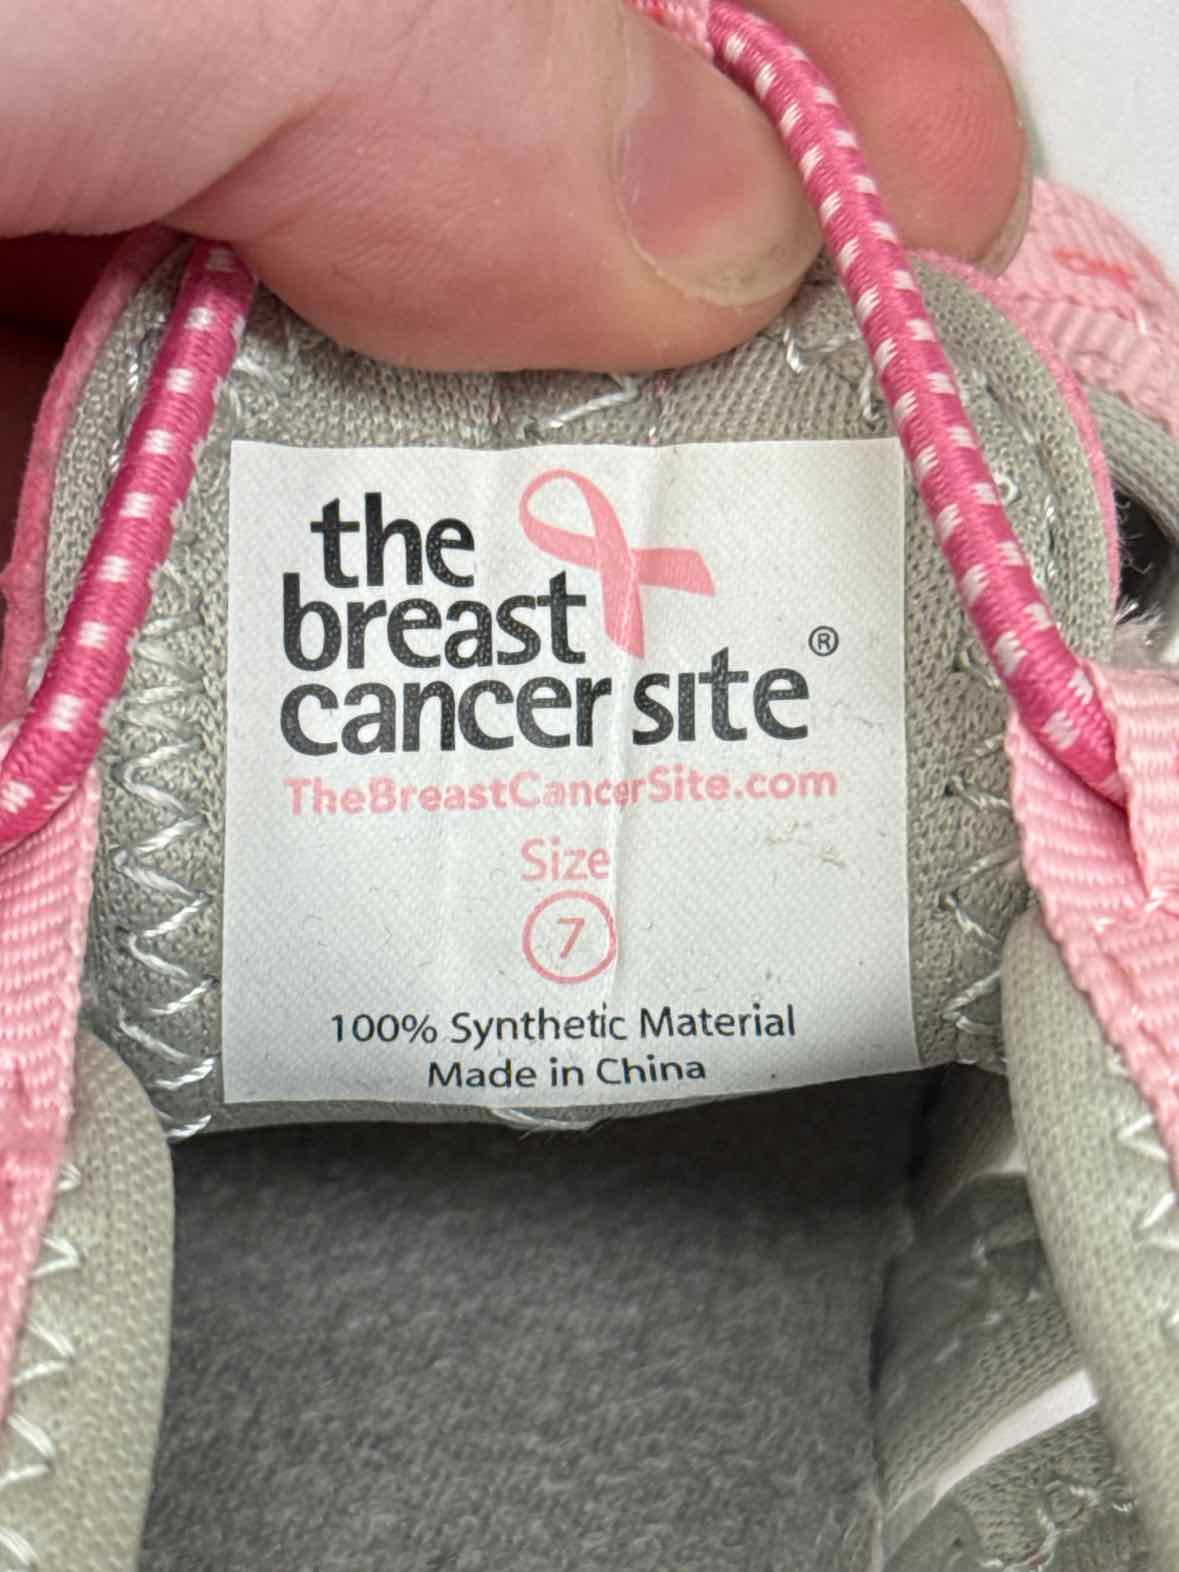 the
breast
cancer site®
TheBreastCancerSite.com
Size
7
100% Synthetic Material
Made in China